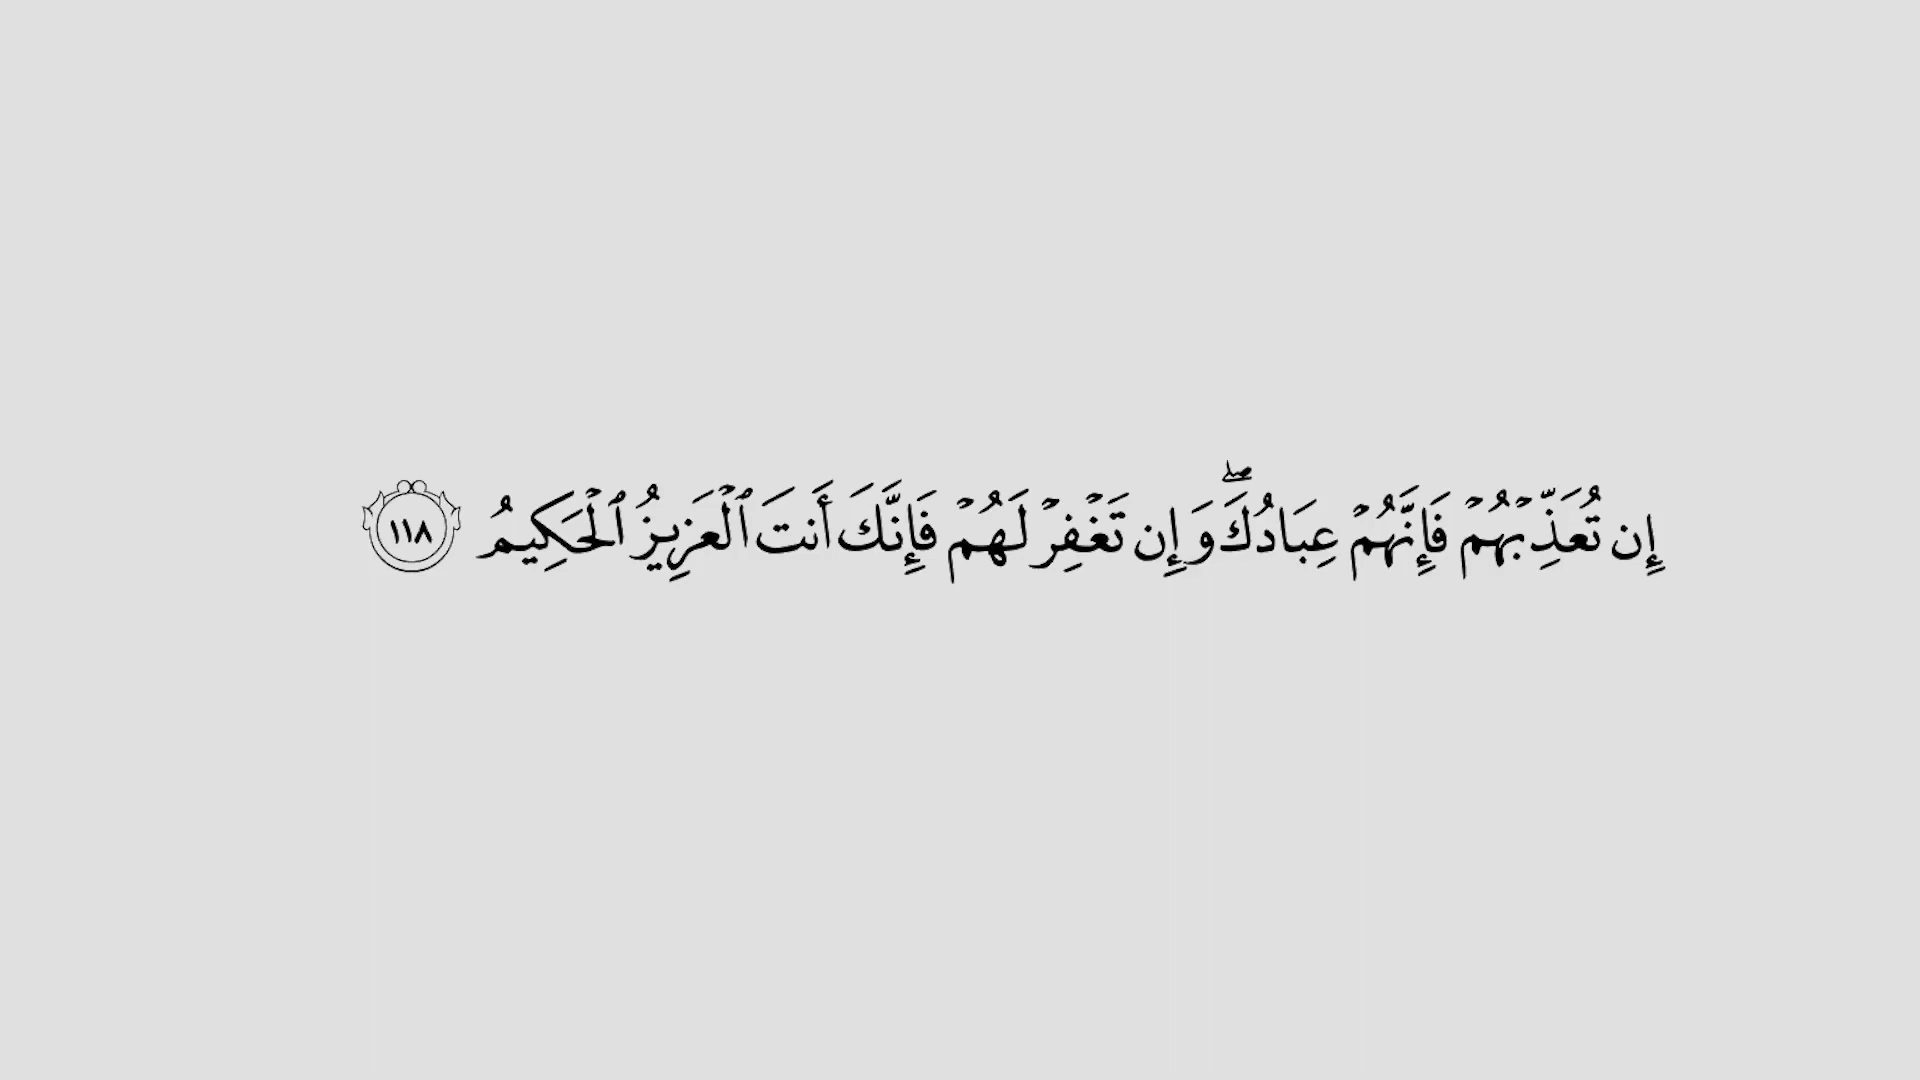 إِن تُعَذِّبۡهُمۡ فَإِنَّهُمۡ عِبَادُكَۖ وَإِن تَغۡفِرۡ لَهُمۡ فَإِنَّكَ أَنتَ ٱلۡعَزِيزُ ٱلۡحَكِيمُ ١١٨